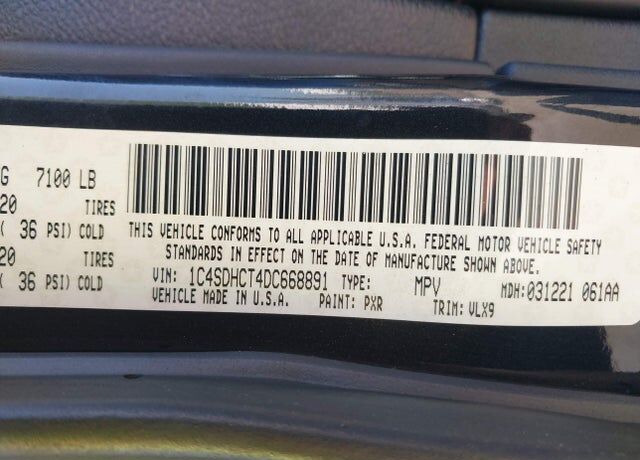 G 7100 LB
20 TIRES
( 36 PSI) COLD
20 TIRES
( 36 PSI) COLD
THIS VEHICLE CONFORMS TO ALL APPLICABLE U.S.A. FEDERAL MOTOR VEHICLE SAFETY
STANDARDS IN EFFECT ON THE DATE OF MANUFACTURE SHOWN ABOVE.
VIN: 1C4SDHCT4DC668891 TYPE: MPV MDH:031221 061AA
VEHICLE MADE IN U.S.A. PAINT: PXR TRIM: VLX9